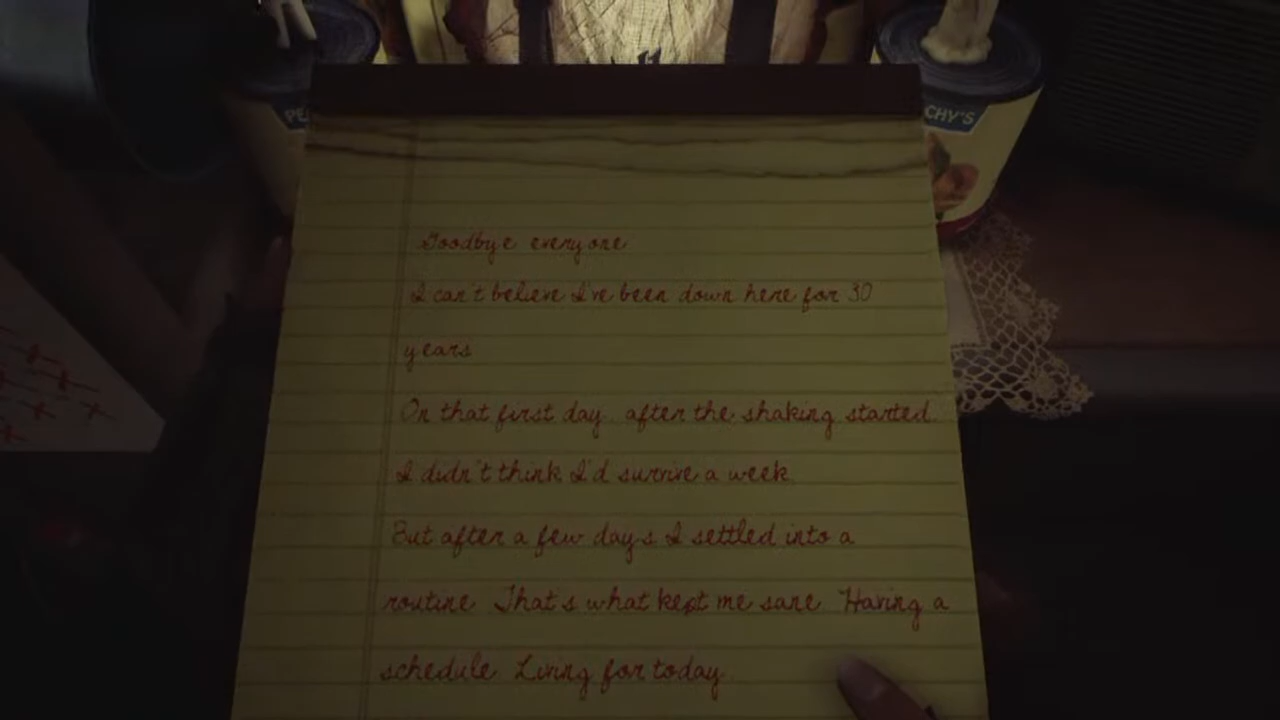 PE
CHY'S
Goodbye everyone
I can't believe I've been down here for 30
years
On that first day, after the shaking started,
I didn't think I'd survive a week.
But after a few days I settled into a
routine. That's what kept me sane. Having a
schedule. Living for today.